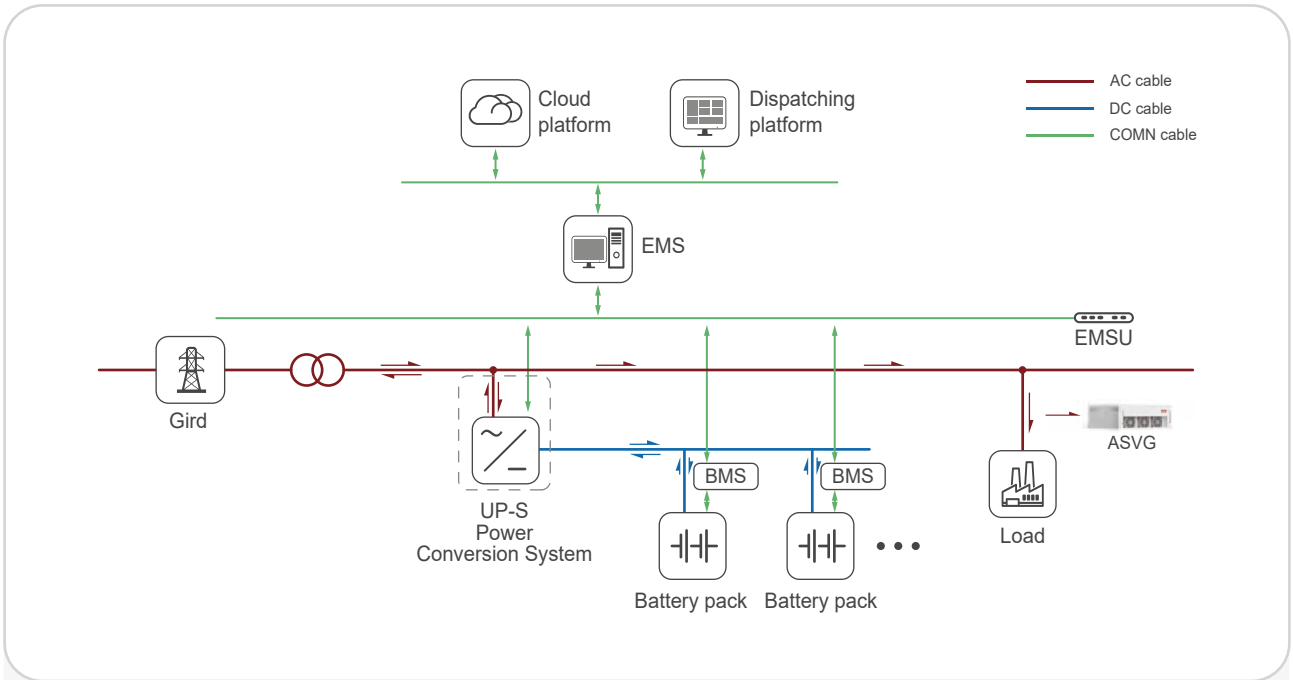 Cloud
platform
Dispatching
platform
AC cable
DC cable
COMN cable
EMS
EMSU
Gird
ASVG
BMS
BMS
UP-S
Power
Conversion System
Load
Battery pack
Battery pack